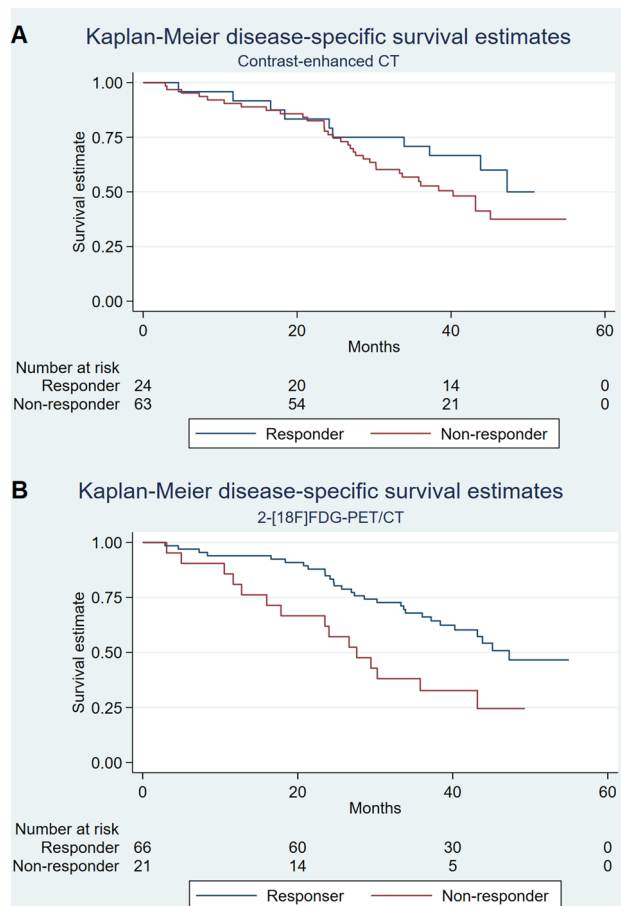 A
Kaplan-Meier disease-specific survival estimates
Contrast-enhanced CT
1.00
0.75
0.50
0.25
0.00
Survival estimate
0 20 40 60
Months
Number at risk
Responder 24 20 14 0
Non-responder 63 54 21 0
Responder Non-responder
B
Kaplan-Meier disease-specific survival estimates
2-[18F]FDG-PET/CT
1.00
0.75
0.50
0.25
0.00
Survival estimate
0 20 40 60
Months
Number at risk
Responder 66 60 30 0
Non-responder 21 14 5 0
Responser Non-responder